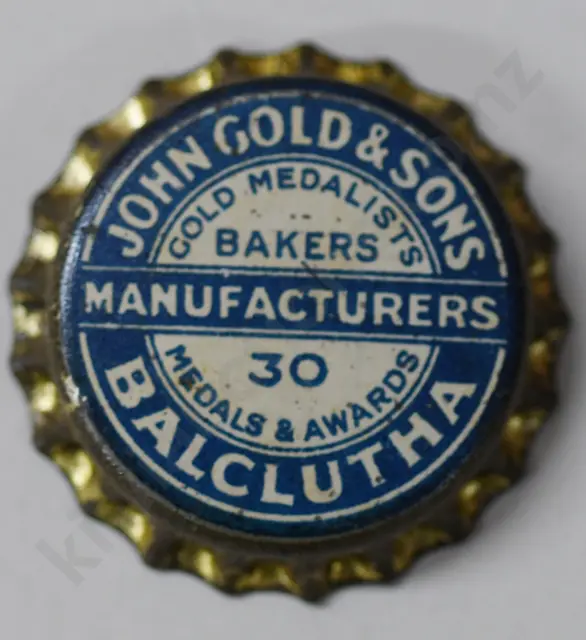 JOHN GOLD & SONS
GOLD MEDALISTS
BAKERS
MANUFACTURERS
30
MEDALS & AWARDS
BALCLUTHA